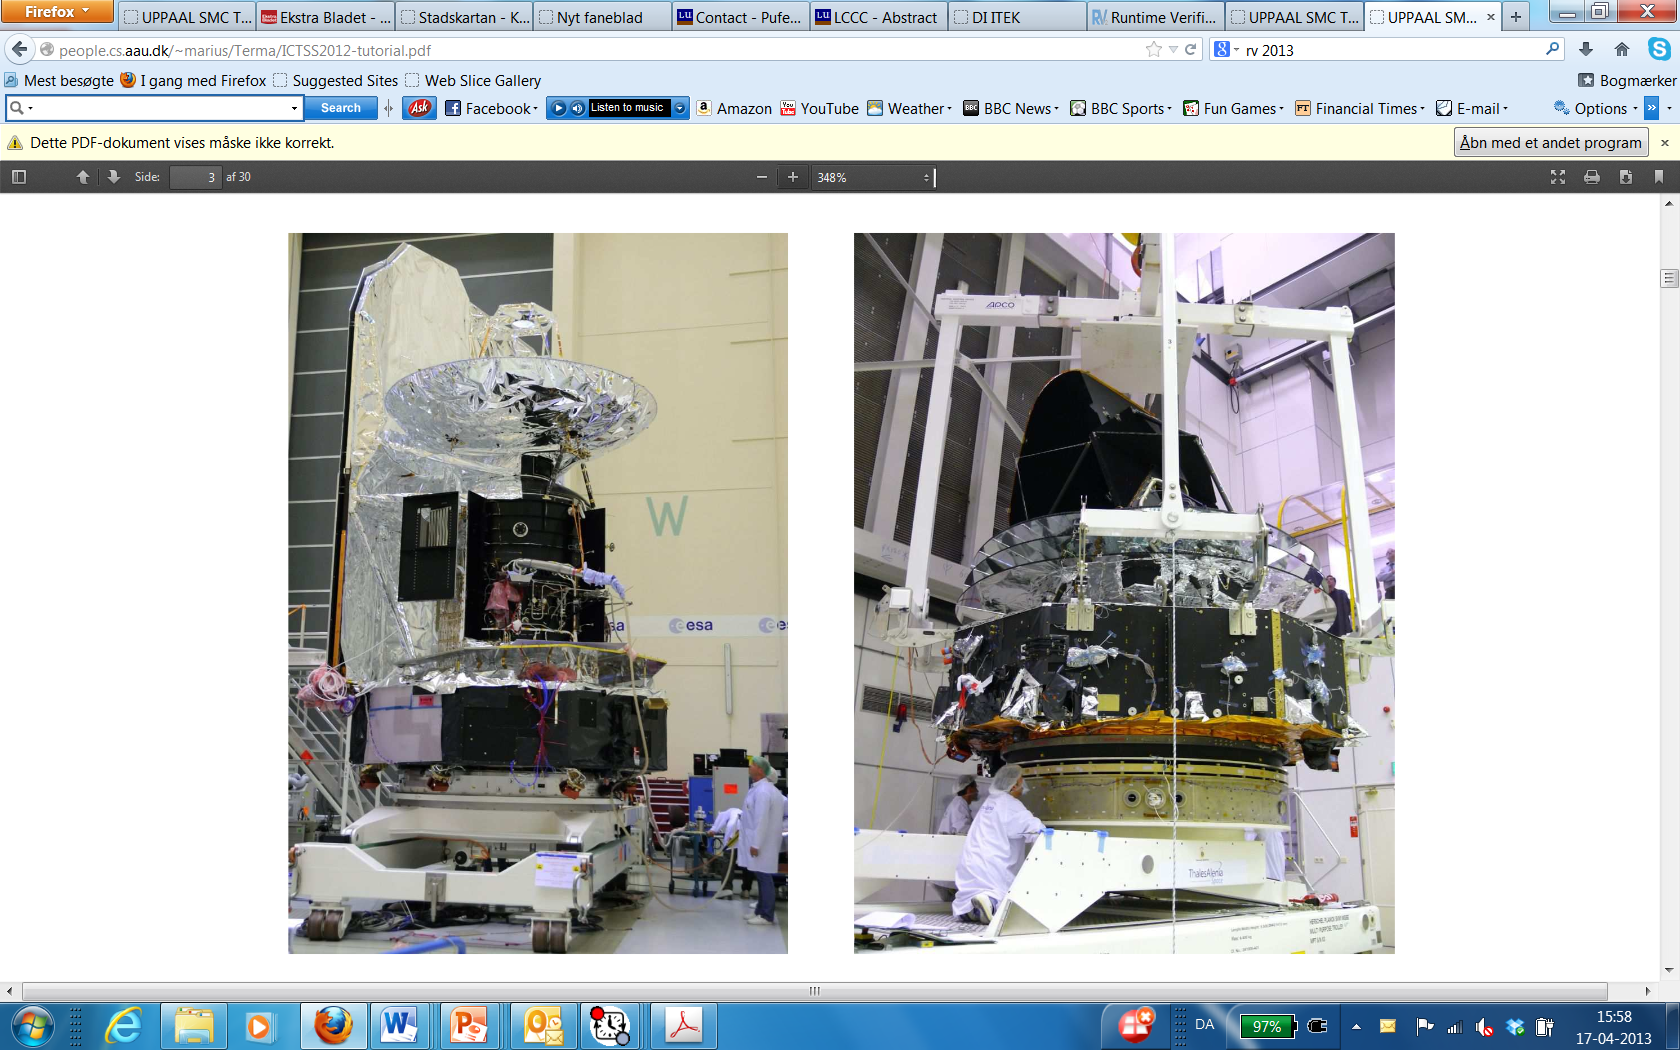 Firefox
UPPAAL SMC T...
Ekstra Bladet - ...
Stadskartan - K...
Nyt faneblad
Contact - Pufe...
LCCC - Abstract
DI ITEK
Runtime Verifi...
UPPAAL SMC T...
UPPAAL SM...
people.cs.aau.dk/~marius/Terma/ICTSS2012-tutorial.pdf
rv 2013
Mest besøgte
I gang med Firefox
Suggested Sites
Web Slice Gallery
Bogmærker
Search
Ask
Facebook
Listen to music
Amazon
YouTube
Weather
BBC News
BBC Sports
Fun Games
Financial Times
E-mail
Options
Dette PDF-dokument vises måske ikke korrekt.
Åbn med et andet program
Side: 3 af 30
348%
APCO
W
esa
esa
ThalesAlenia
DA
97%
15:58
17-04-2013